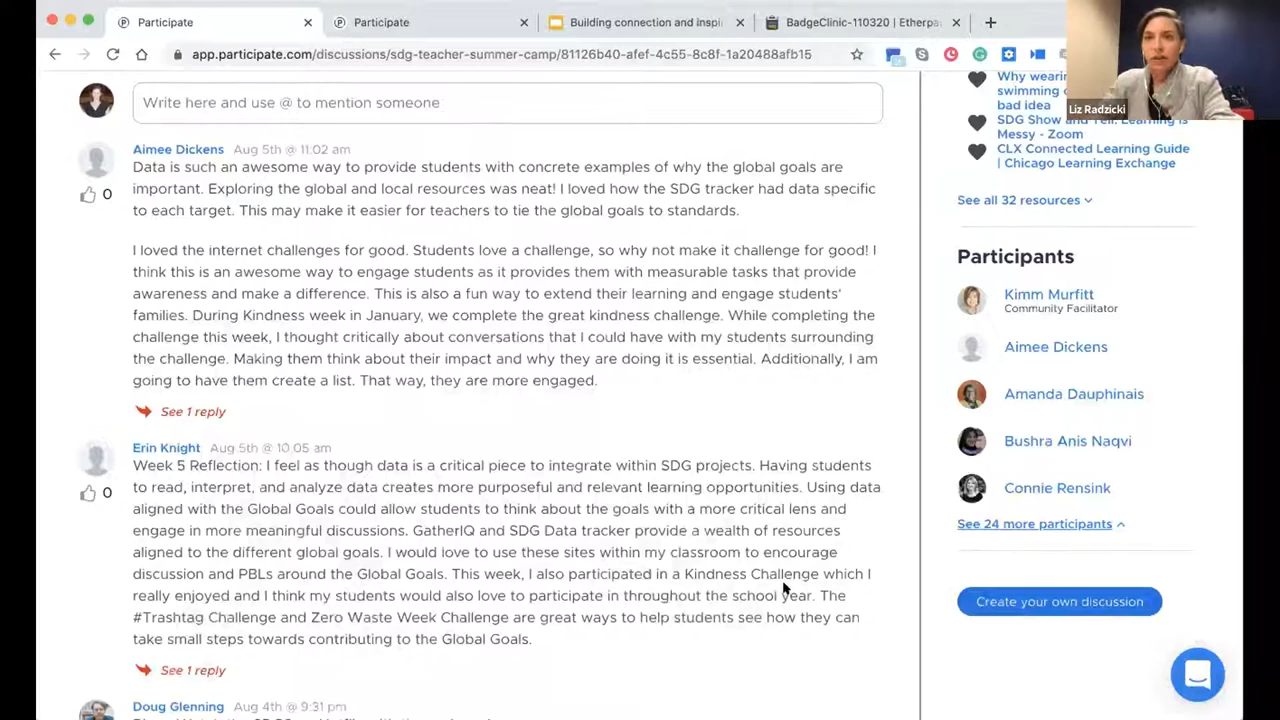 Participate
Participate
Building connection and inspi
BadgeClinic-110320 | Etherpa
app.participate.com/discussions/sdg-teacher-summer-camp/81126b40-afef-4c55-8c8f-1a20488afb15
Liz Radzicki
Write here and use @ to mention someone
Aimee Dickens Aug 5th @ 11:02 am
Data is such an awesome way to provide students with concrete examples of why the global goals are
important. Exploring the global and local resources was neat! I loved how the SDG tracker had data specific
to each target. This may make it easier for teachers to tie the global goals to standards.
0
I loved the internet challenges for good. Students love a challenge, so why not make it challenge for good! I
think this is an awesome way to engage students as it provides them with measurable tasks that provide
awareness and make a difference. This is also a fun way to extend their learning and engage students'
families. During Kindness week in January, we complete the great kindness challenge. While completing the
challenge this week, I thought critically about conversations that I could have with my students surrounding
the challenge. Making them think about their impact and why they are doing it is essential. Additionally, I am
going to have them create a list. That way, they are more engaged.
See 1 reply
Erin Knight Aug 5th @ 10:05 am
Week 5 Reflection: I feel as though data is a critical piece to integrate within SDG projects. Having students
to read, interpret, and analyze data creates more purposeful and relevant learning opportunities. Using data
0
aligned with the Global Goals could allow students to think about the goals with a more critical lens and
engage in more meaningful discussions. GatherIQ and SDG Data tracker provide a wealth of resources
aligned to the different global goals. I would love to use these sites within my classroom to encourage
discussion and PBLs around the Global Goals. This week, I also participated in a Kindness Challenge which I
really enjoyed and I think my students would also love to participate in throughout the school year. The
#Trashtag Challenge and Zero Waste Week Challenge are great ways to help students see how they can
take small steps towards contributing to the Global Goals.
See 1 reply
Doug Glenning Aug 4th @ 9:31 pm
Why wearin
swimming
bad idea
SDG Show and Tell: Learning is
Messy - Zoom
CLX Connected Learning Guide
| Chicago Learning Exchange
See all 32 resources
Participants
Kimm Murfitt
Community Facilitator
Aimee Dickens
Amanda Dauphinais
Bushra Anis Naqvi
Connie Rensink
See 24 more participants
Create your own discussion